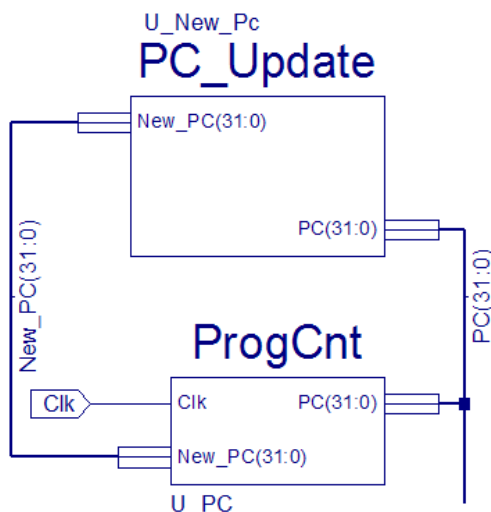 U_New_Pc
PC_Update
New_PC(31:0)
PC(31:0)
New_PC(31:0)
PC(31:0)
ProgCnt
Clk
Clk
PC(31:0)
New_PC(31:0)
U_PC